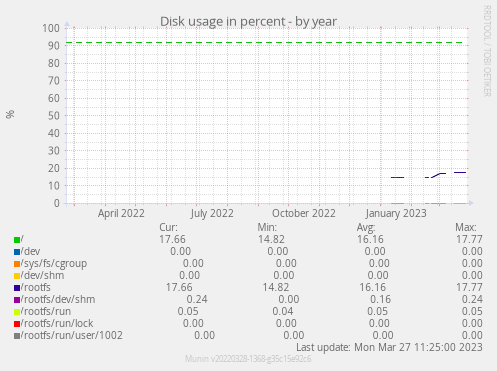 Disk usage in percent - by year
RRDTOOL / TOBI OETIKER
%
100
90
80
70
60
50
40
30
20
10
0
April 2022 July 2022 October 2022 January 2023
Cur: Min: Avg: Max:
/ 17.66 14.82 16.16 17.77
/dev 0.00 0.00 0.00 0.00
/sys/fs/cgroup 0.00 0.00 0.00 0.00
/dev/shm 0.00 0.00 0.00 0.00
/rootfs 17.66 14.82 16.16 17.77
/rootfs/dev/shm 0.24 0.00 0.16 0.24
/rootfs/run 0.05 0.04 0.05 0.05
/rootfs/run/lock 0.00 0.00 0.00 0.00
/rootfs/run/user/1002 0.00 0.00 0.00 0.00
Last update: Mon Mar 27 11:25:00 2023
Munin v20220328-1368-g35c15e92c6